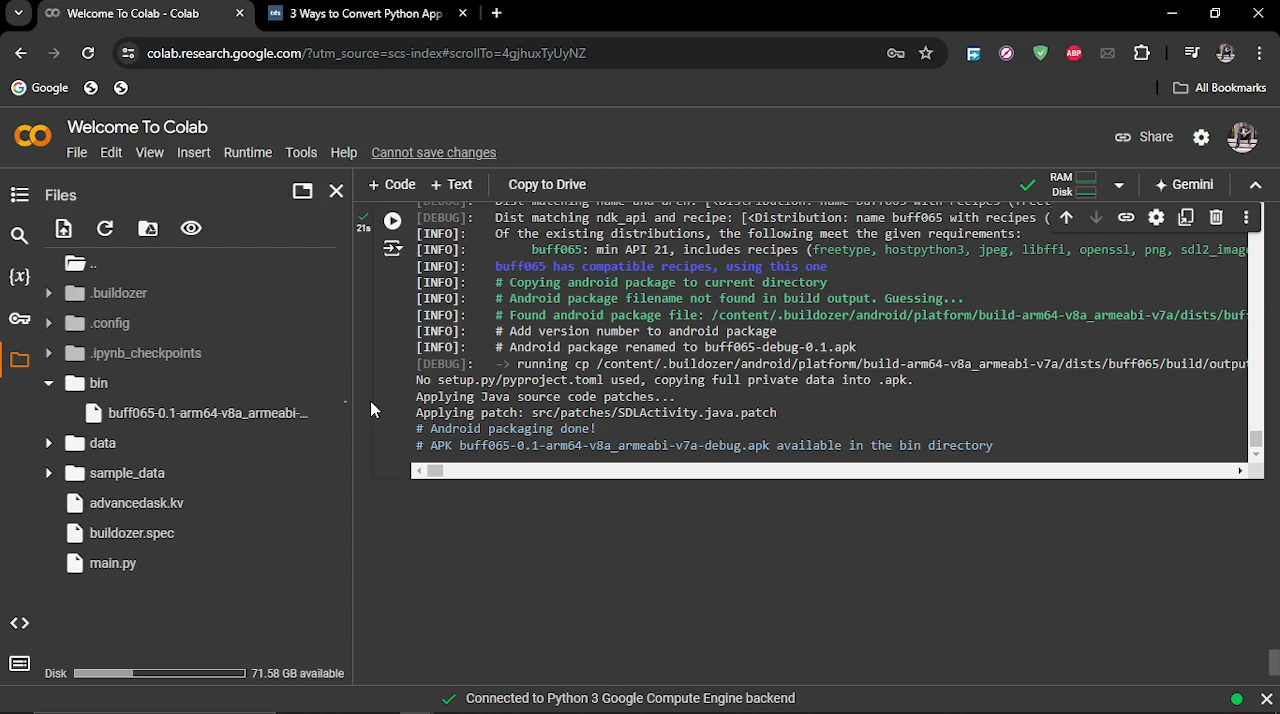 Welcome To Colab - Colab
3 Ways to Convert Python App
colab.research.google.com/?utm_source=scs-index#scrollTo=4gjhuxTyUyNZ
ABP
Google
All Bookmarks
Welcome To Colab
File Edit View Insert Runtime Tools Help Cannot save changes
Share
Files
+ Code + Text Copy to Drive
RAM
Disk
Gemini
..
.buildozer
.config
.ipynb_checkpoints
bin
buff065-0.1-arm64-v8a_armeabi-...
data
sample_data
advancedask.kv
buildozer.spec
main.py
{x}
Disk 71.58 GB available
21s
[DEBUG]: Dist matching ndk_api and recipe: [<Distribution: name buff065 with recipes (
[INFO]: Of the existing distributions, the following meet the given requirements:
[INFO]: buff065: min API 21, includes recipes (freetype, hostpython3, jpeg, libffi, openssl, png, sdl2_image
[INFO]: buff065 has compatible recipes, using this one
[INFO]: # Copying android package to current directory
[INFO]: # Android package filename not found in build output. Guessing...
[INFO]: # Found android package file: /content/.buildozer/android/platform/build-arm64-v8a_armeabi-v7a/dists/buf
[INFO]: # Add version number to android package
[INFO]: # Android package renamed to buff065-debug-0.1.apk
[DEBUG]: -> running cp /content/.buildozer/android/platform/build-arm64-v8a_armeabi-v7a/dists/buff065/build/output
No setup.py/pyproject.toml used, copying full private data into .apk.
Applying Java source code patches...
Applying patch: src/patches/SDLActivity.java.patch
# Android packaging done!
# APK buff065-0.1-arm64-v8a_armeabi-v7a-debug.apk available in the bin directory
Connected to Python 3 Google Compute Engine backend